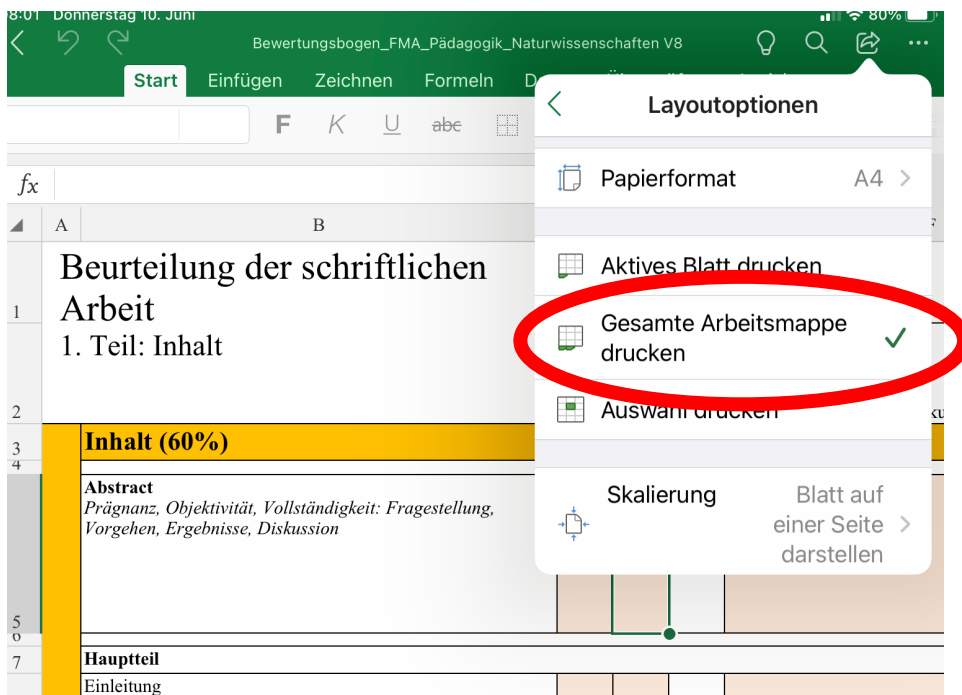 8:01 Donnerstag 10. Juni 80%
Bewertungsbogen_FMA_Pädagogik_Naturwissenschaften V8
Start Einfügen Zeichnen Formeln
F K U abc
fx
A B
Layoutoptionen
Papierformat A4
Aktives Blatt drucken
Gesamte Arbeitsmappe
drucken
Auswahl drucken
Skalierung Blatt auf
einer Seite
darstellen
1 Beurteilung der schriftlichen
Arbeit
1. Teil: Inhalt
2
3 Inhalt (60%)
4
Abstract
Prägnanz, Objektivität, Vollständigkeit: Fragestellung,
Vorgehen, Ergebnisse, Diskussion
5
6
7 Hauptteil
Einleitung